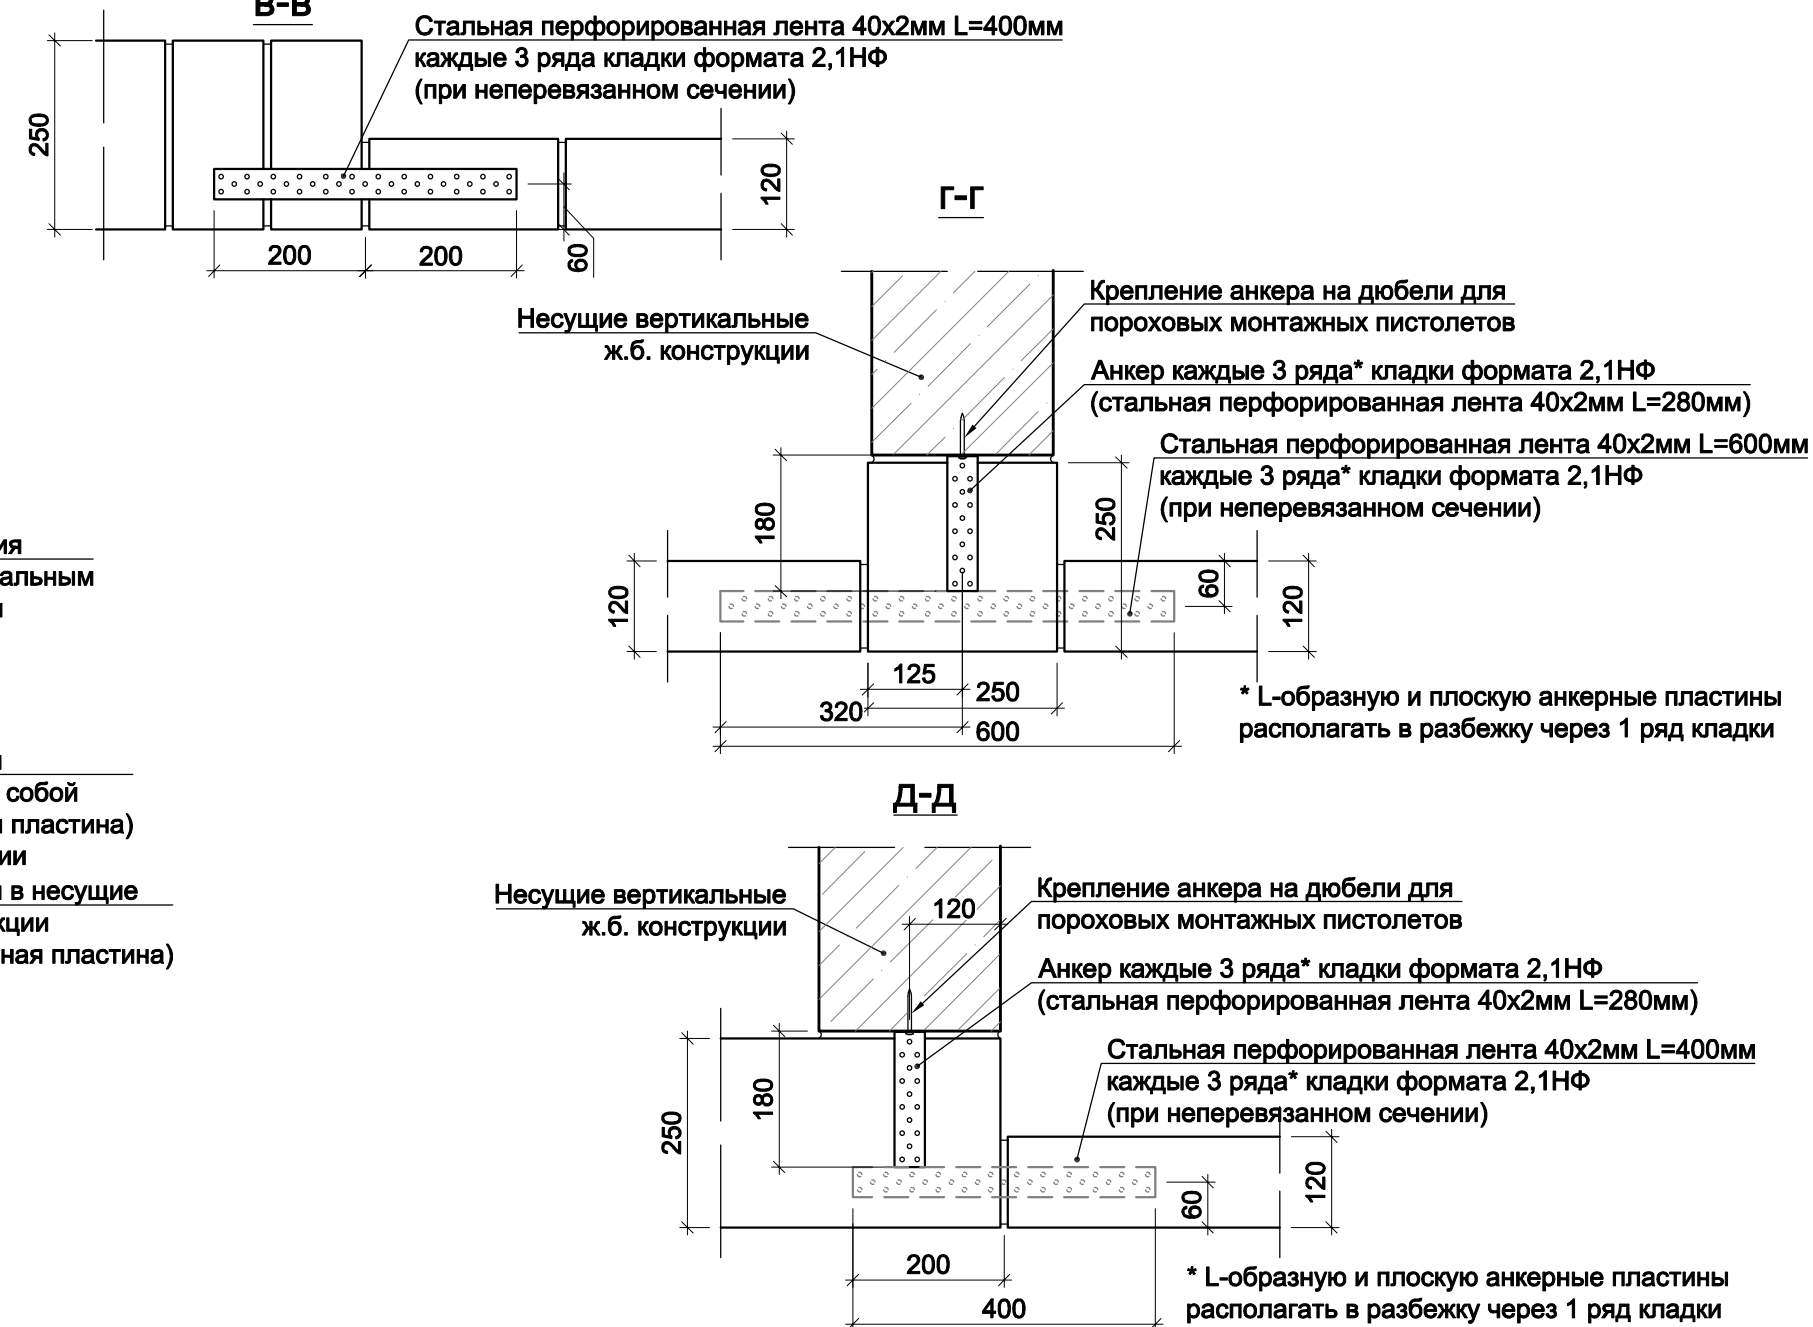 В-В
Стальная перфорированная лента 40х2мм L=400мм
каждые 3 ряда кладки формата 2,1НФ
(при неперевязанном сечении)
250
120
200
200
60
Г-Г
Несущие вертикальные
ж.б. конструкции
Крепление анкера на дюбели для
пороховых монтажных пистолетов
Анкер каждые 3 ряда* кладки формата 2,1НФ
(стальная перфорированная лента 40х2мм L=280мм)
Стальная перфорированная лента 40х2мм L=600мм
каждые 3 ряда* кладки формата 2,1НФ
(при неперевязанном сечении)
180
250
120
60
120
125
250
320
600
* L-образную и плоскую анкерные пластины
располагать в разбежку через 1 ряд кладки
ия
альным
собой
пластина)
ии
в несущие
кции
ная пластина)
Д-Д
Несущие вертикальные
ж.б. конструкции
120
Крепление анкера на дюбели для
пороховых монтажных пистолетов
Анкер каждые 3 ряда* кладки формата 2,1НФ
(стальная перфорированная лента 40х2мм L=280мм)
Стальная перфорированная лента 40х2мм L=400мм
каждые 3 ряда* кладки формата 2,1НФ
(при неперевязанном сечении)
250
180
60
120
200
400
* L-образную и плоскую анкерные пластины
располагать в разбежку через 1 ряд кладки